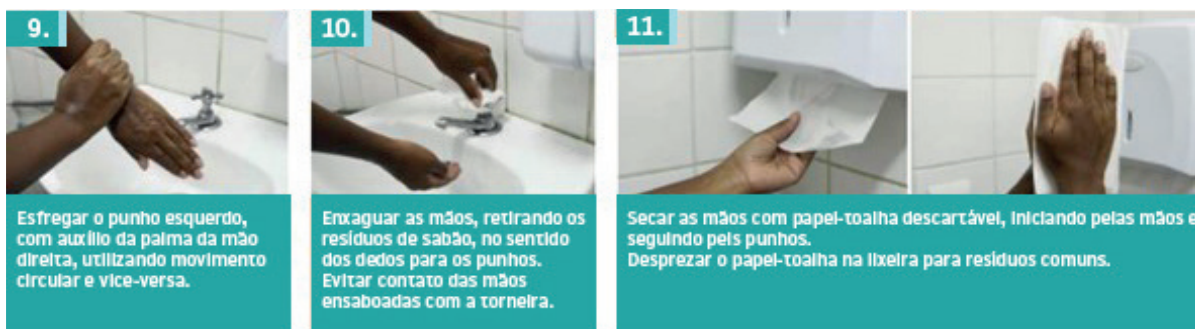 9.
Esfregar o punho esquerdo,
com auxílio da palma da mão
direita, utilizando movimento
circular e vice-versa.
10.
Enxaguar as mãos, retirando os
resíduos de sabão, no sentido
dos dedos para os punhos.
Evitar contato das mãos
ensaboadas com a torneira.
11.
Secar as mãos com papel-toalha descartável, iniciando pelas mãos e
seguindo pels punhos.
Desprezar o papel-toalha na lixeira para resíduos comuns.